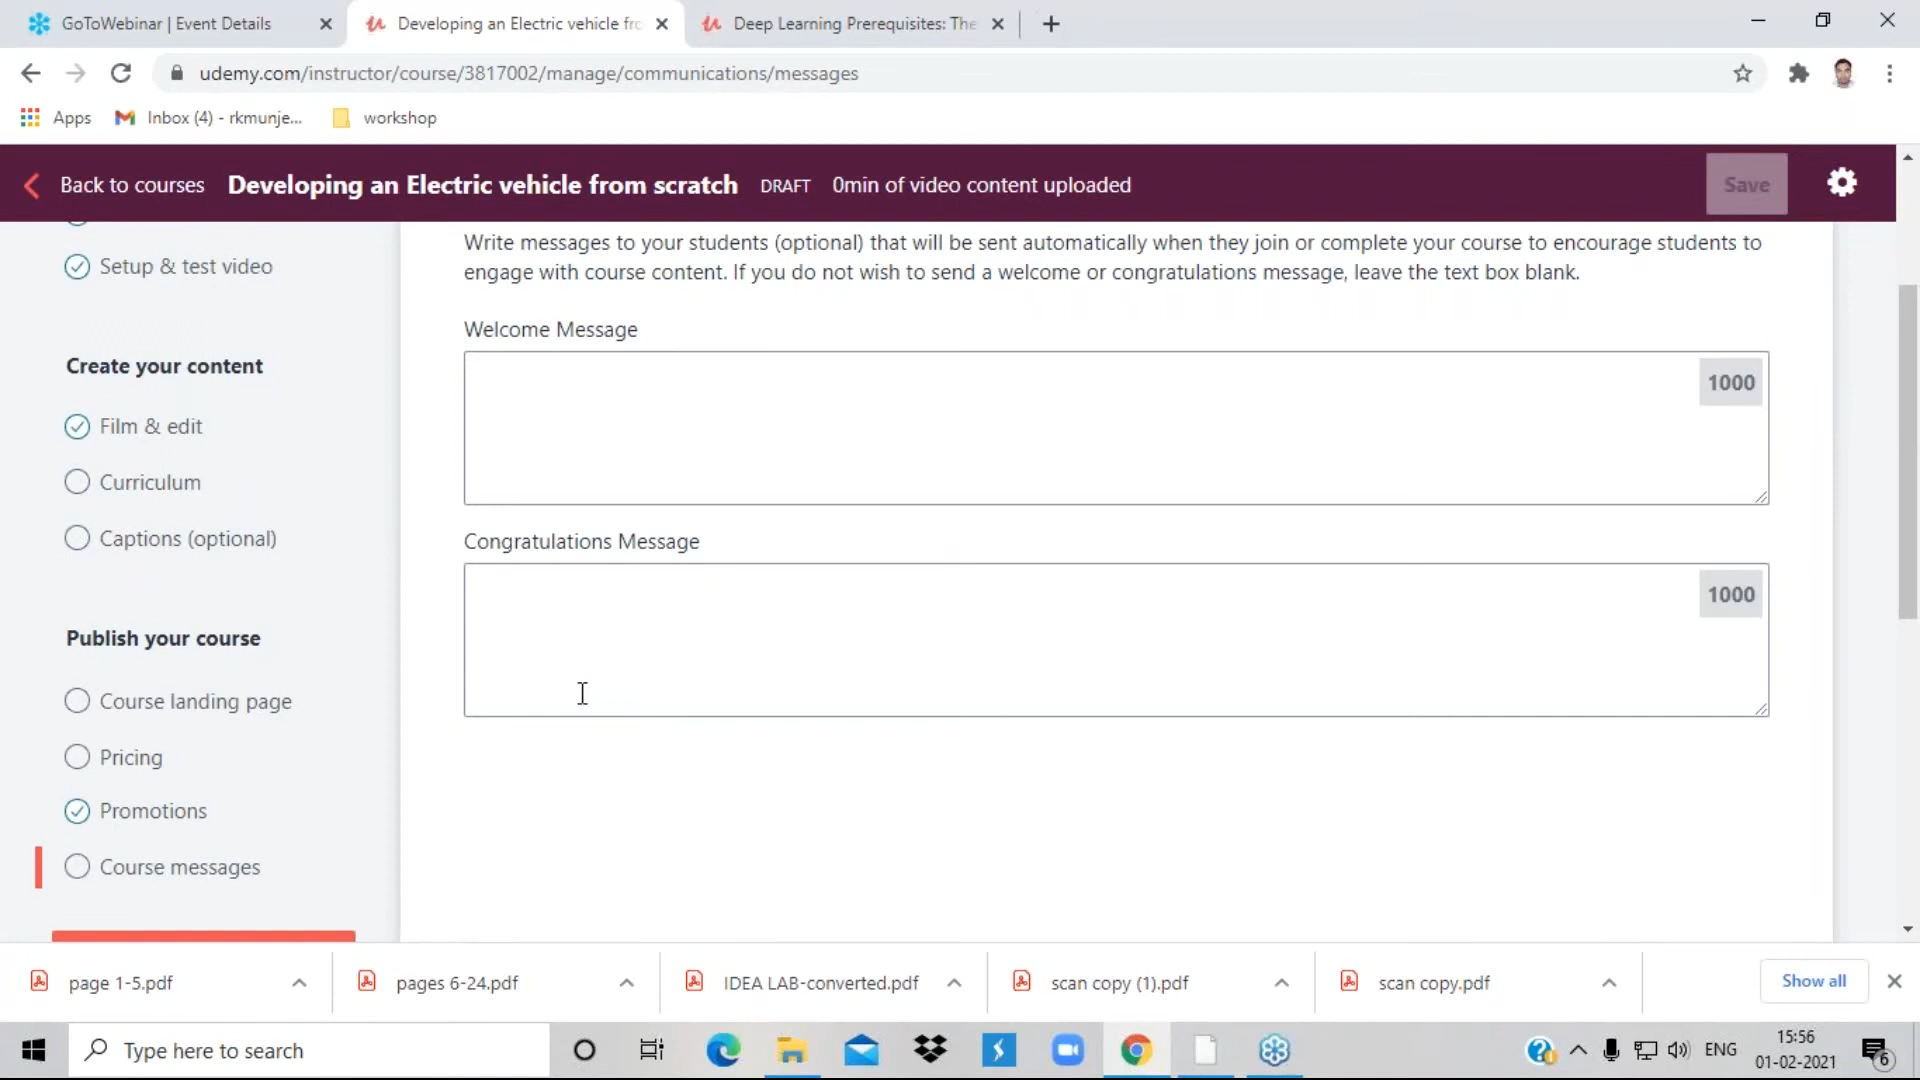 GoToWebinar | Event Details
Developing an Electric vehicle fro
Deep Learning Prerequisites: The
udemy.com/instructor/course/3817002/manage/communications/messages
Apps
Inbox (4) - rkmunje...
workshop
Back to courses
Developing an Electric vehicle from scratch
DRAFT
0min of video content uploaded
Save
Setup & test video
Create your content
Film & edit
Curriculum
Captions (optional)
Publish your course
Course landing page
Pricing
Promotions
Course messages
Write messages to your students (optional) that will be sent automatically when they join or complete your course to encourage students to
engage with course content. If you do not wish to send a welcome or congratulations message, leave the text box blank.
Welcome Message
1000
Congratulations Message
1000
page 1-5.pdf
pages 6-24.pdf
IDEA LAB-converted.pdf
scan copy (1).pdf
scan copy.pdf
Show all
Type here to search
ENG
15:56
01-02-2021
6